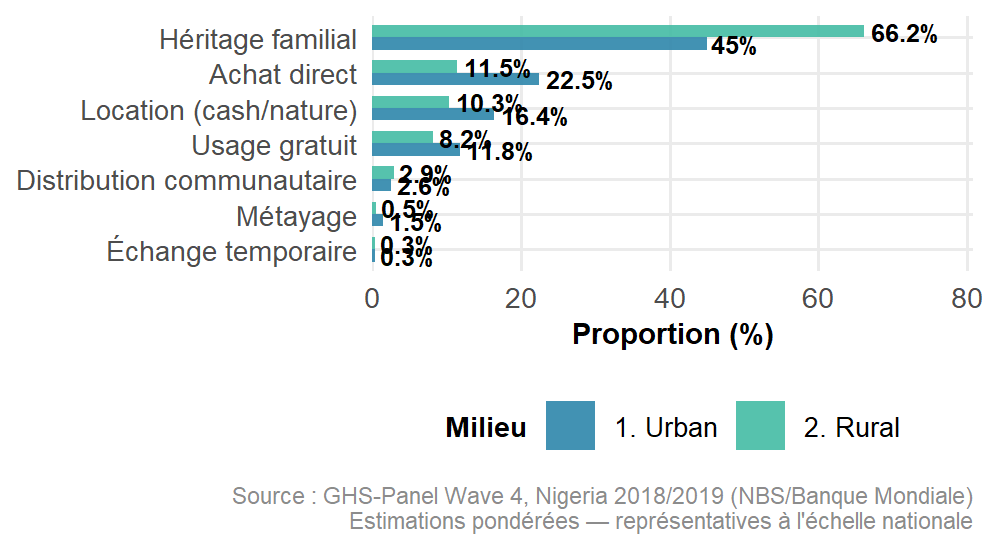 Héritage familial
66.2%
45%
Achat direct
11.5%
22.5%
Location (cash/nature)
10.3%
16.4%
Usage gratuit
8.2%
11.8%
Distribution communautaire
2.9%
2.6%
Métayage
0.5%
1.5%
Échange temporaire
0.3%
0.3%
0 20 40 60 80
Proportion (%)
Milieu 1. Urban 2. Rural
Source : GHS-Panel Wave 4, Nigeria 2018/2019 (NBS/Banque Mondiale)
Estimations pondérées — représentatives à l'échelle nationale